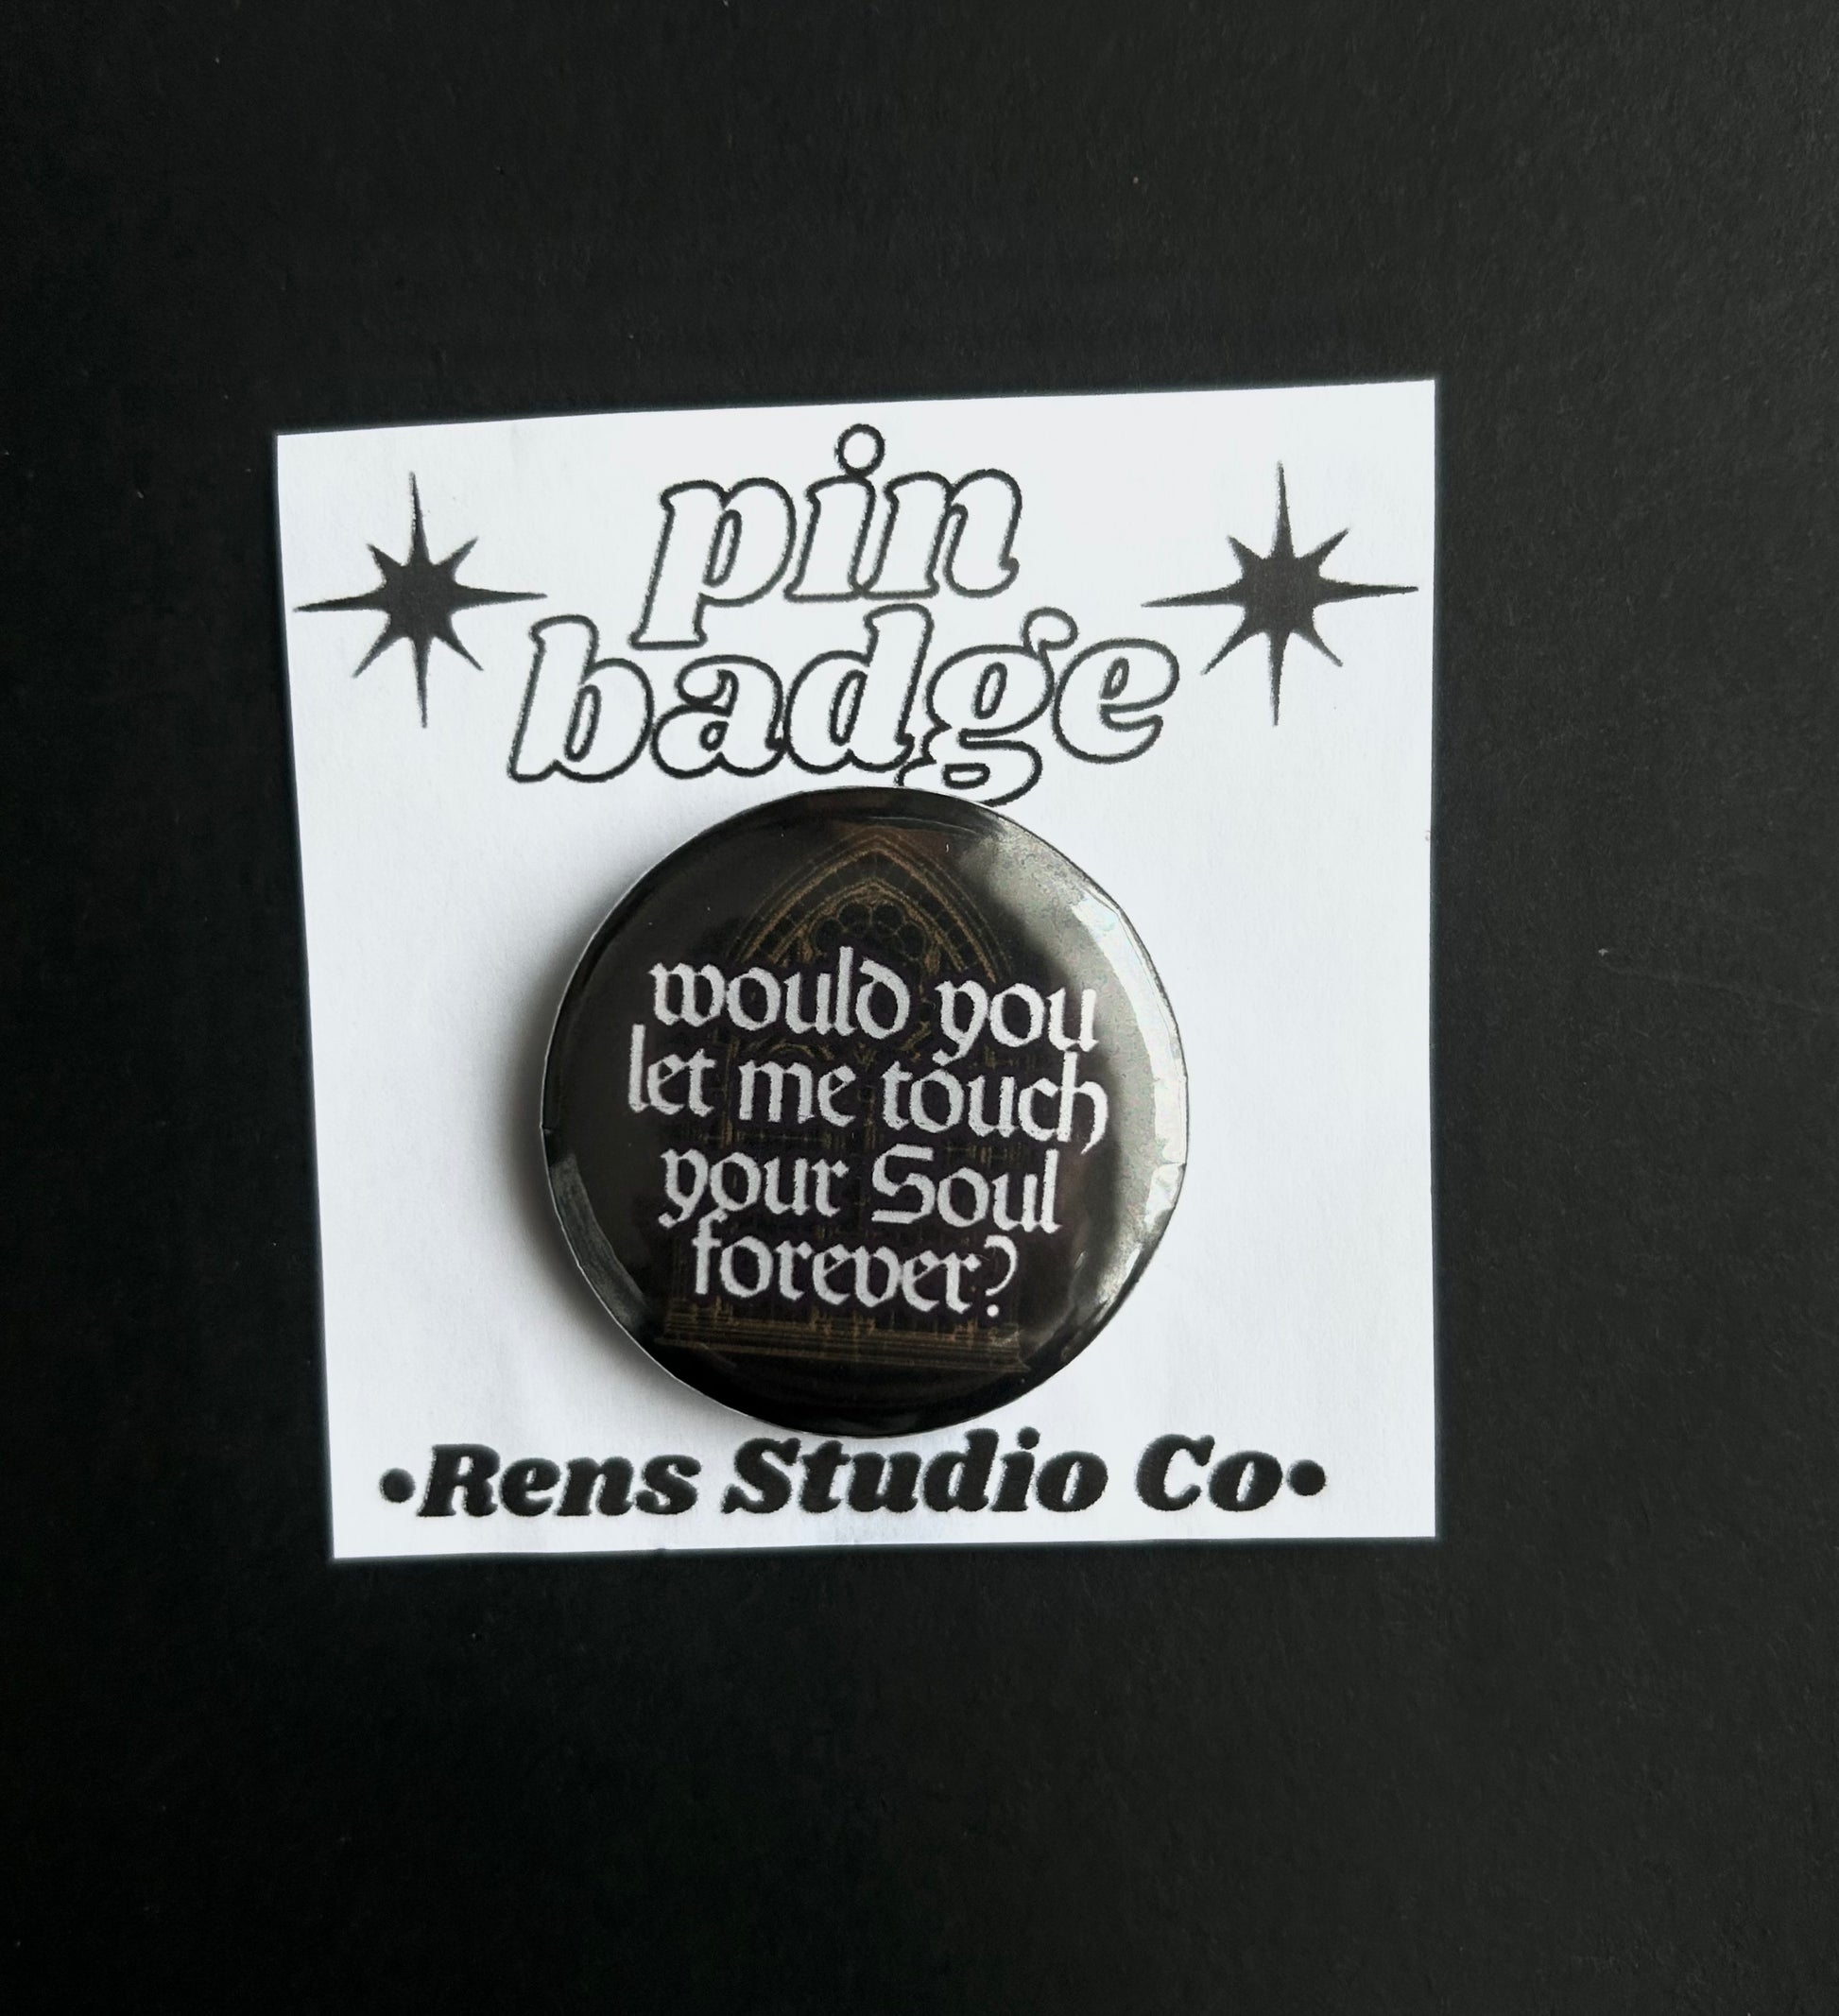 pin
badge
would you
let me touch
your Soul
forever?
•Rens Studio Co•